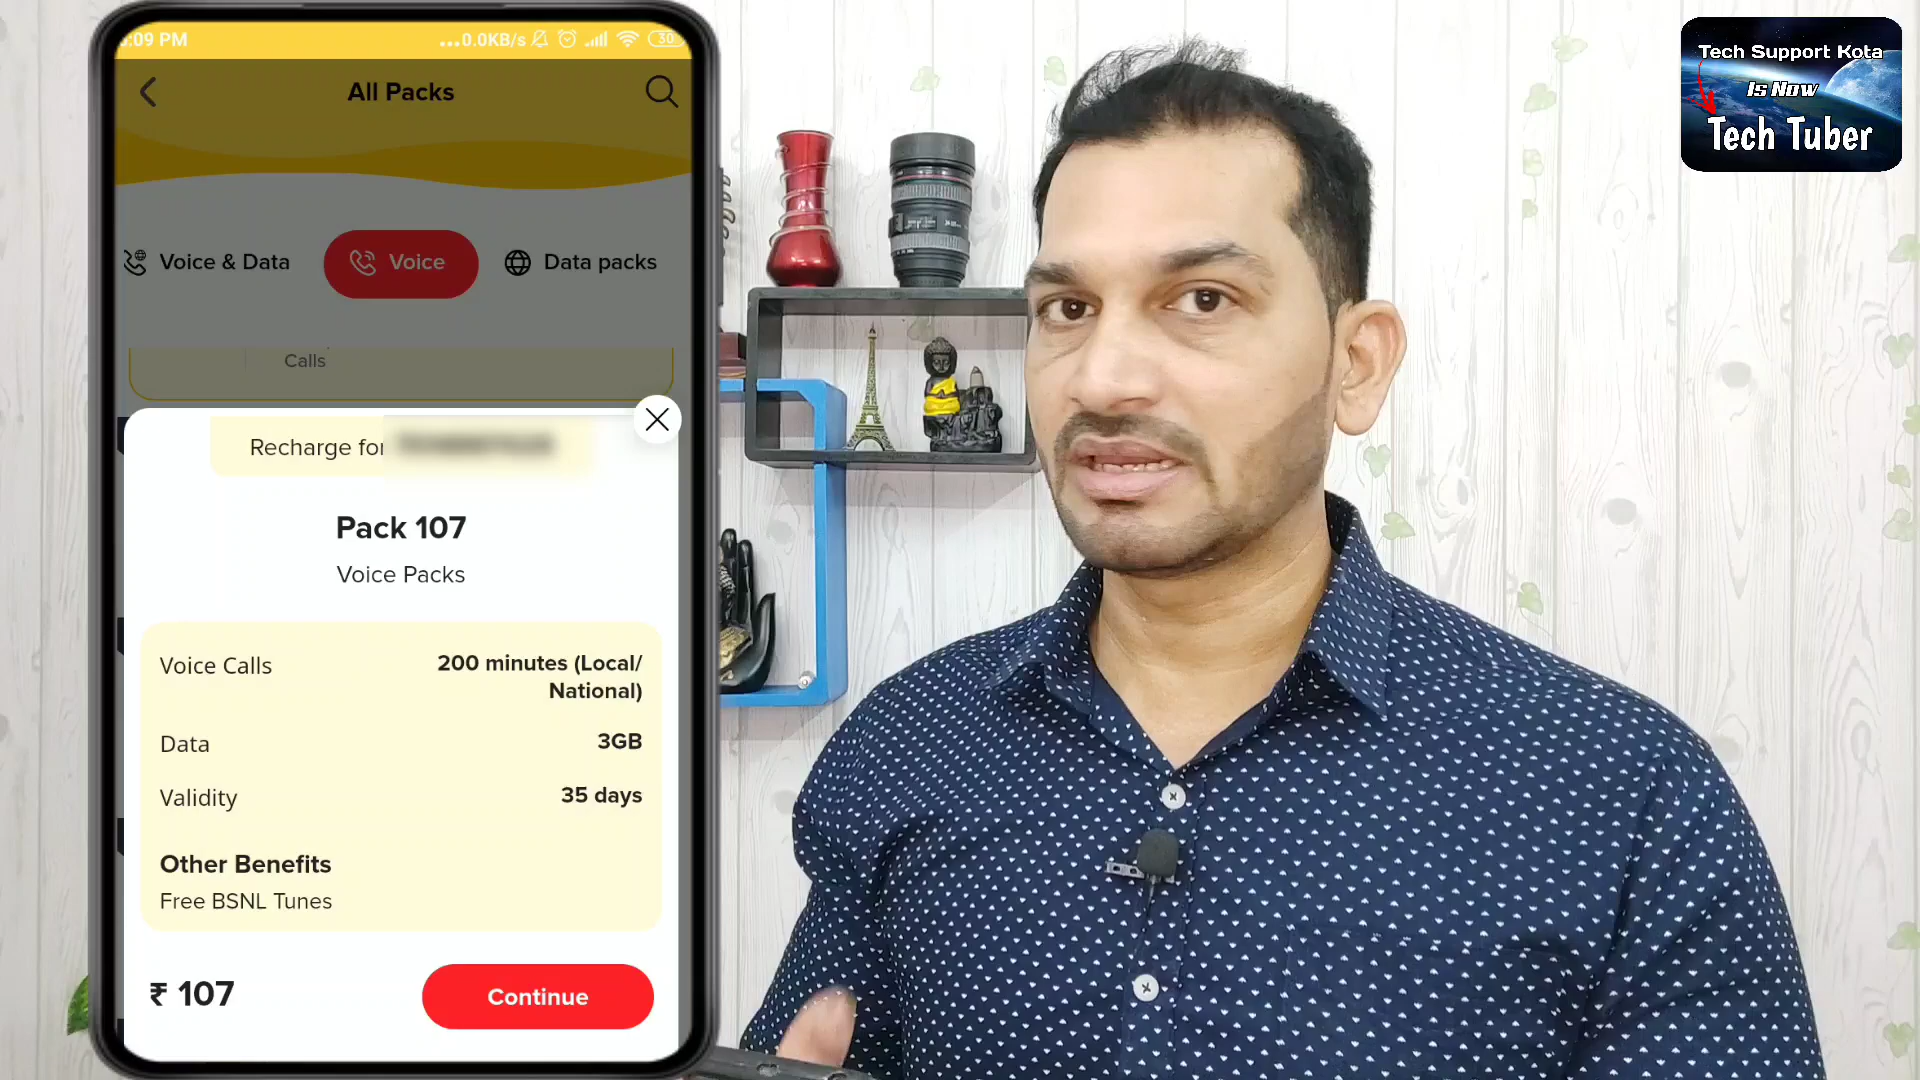 :09 PM
...0.0KB/s
30
All Packs
Voice & Data
Voice
Data packs
Calls
Recharge for
Pack 107
Voice Packs
Voice Calls
200 minutes (Local/
National)
Data
3GB
Validity
35 days
Other Benefits
Free BSNL Tunes
₹ 107
Continue
Tech Support Kota
Is Now
Tech Tuber